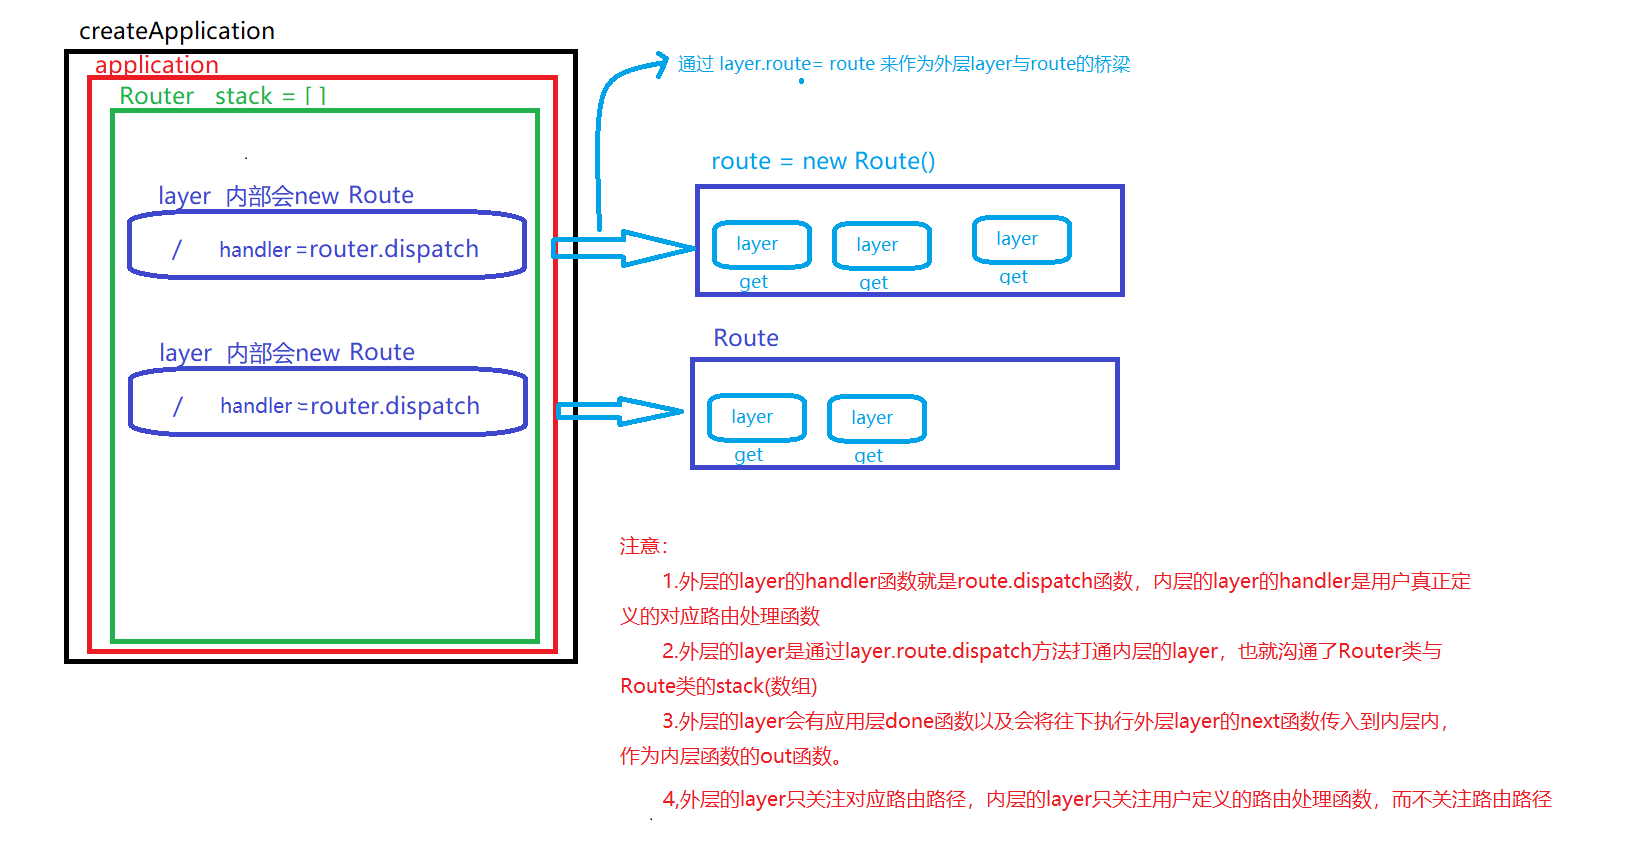 createApplication
application
Router stack = [ ]
通过 layer.route= route 来作为外层layer与route的桥梁
route = new Route()
layer 内部会new Route
/ handler =router.dispatch
layer layer layer
get get get
Route
layer 内部会new Route
/ handler =router.dispatch
layer layer
get get
注意：
1.外层的layer的handler函数就是route.dispatch函数，内层的layer的handler是用户真正定
义的对应路由处理函数
2.外层的layer是通过layer.route.dispatch方法打通内层的layer，也就沟通了Router类与
Route类的stack(数组)
3.外层的layer会有应用层done函数以及会将往下执行外层layer的next函数传入到内层内，
作为内层函数的out函数。
4,外层的layer只关注对应路由路径，内层的layer只关注用户定义的路由处理函数，而不关注路由路径